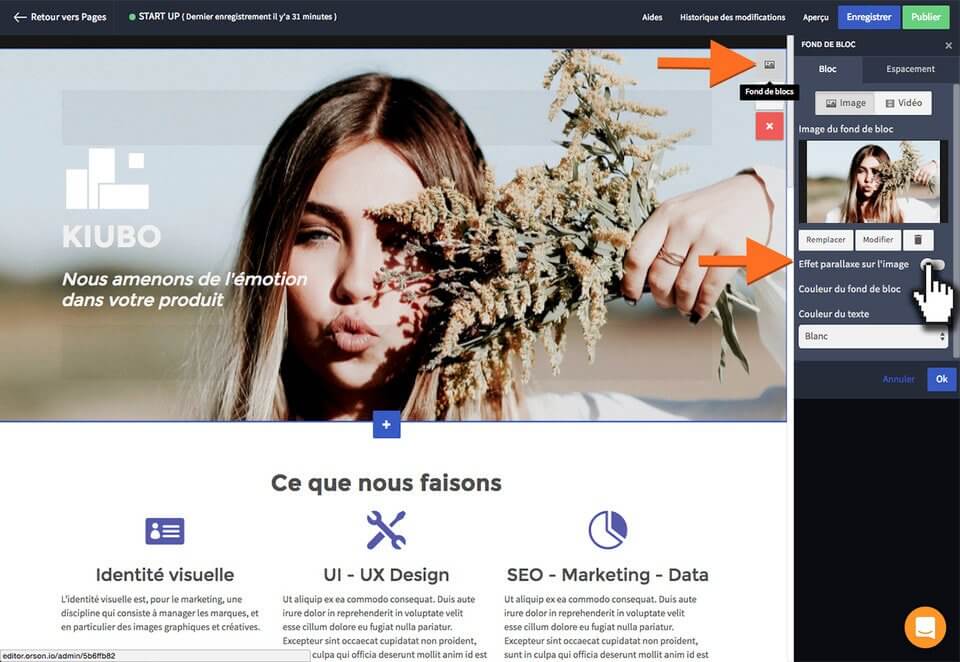 Retour vers Pages
START UP ( Dernier enregistrement il y'a 31 minutes )
Aides
Historique des modifications
Aperçu
Enregistrer
Publier
FOND DE BLOC
Bloc
Espacement
Fond de blocs
Image
Vidéo
Image du fond de bloc
KIUBO
Nous amenons de l'émotion
dans votre produit
Remplacer
Modifier
Effet parallaxe sur l'image
Couleur du fond de bloc
Couleur du texte
Blanc
Annuler
Ok
Ce que nous faisons
Identité visuelle
L'identité visuelle est, pour le marketing, une
discipline qui consiste à manager les marques, et
en particulier des images graphiques et créatives.
UI - UX Design
Ut aliquip ex ea commodo consequat. Duis aute
irure dolor in reprehenderit in voluptate velit
esse cillum dolore eu fugiat nulla pariatur.
Excepteur sint occaecat cupidatat non proident,
culpa qui officia deserunt mollit anim id est
SEO - Marketing - Data
Ut aliquip ex ea commodo consequat. Duis aute
irure dolor in reprehenderit in voluptate velit
esse cillum dolore eu fugiat nulla pariatur.
Excepteur sint occaecat cupidatat non proident,
sunt in culpa qui officia deserunt mollit anim id
editor.orson.io/admin/5b6ffb82